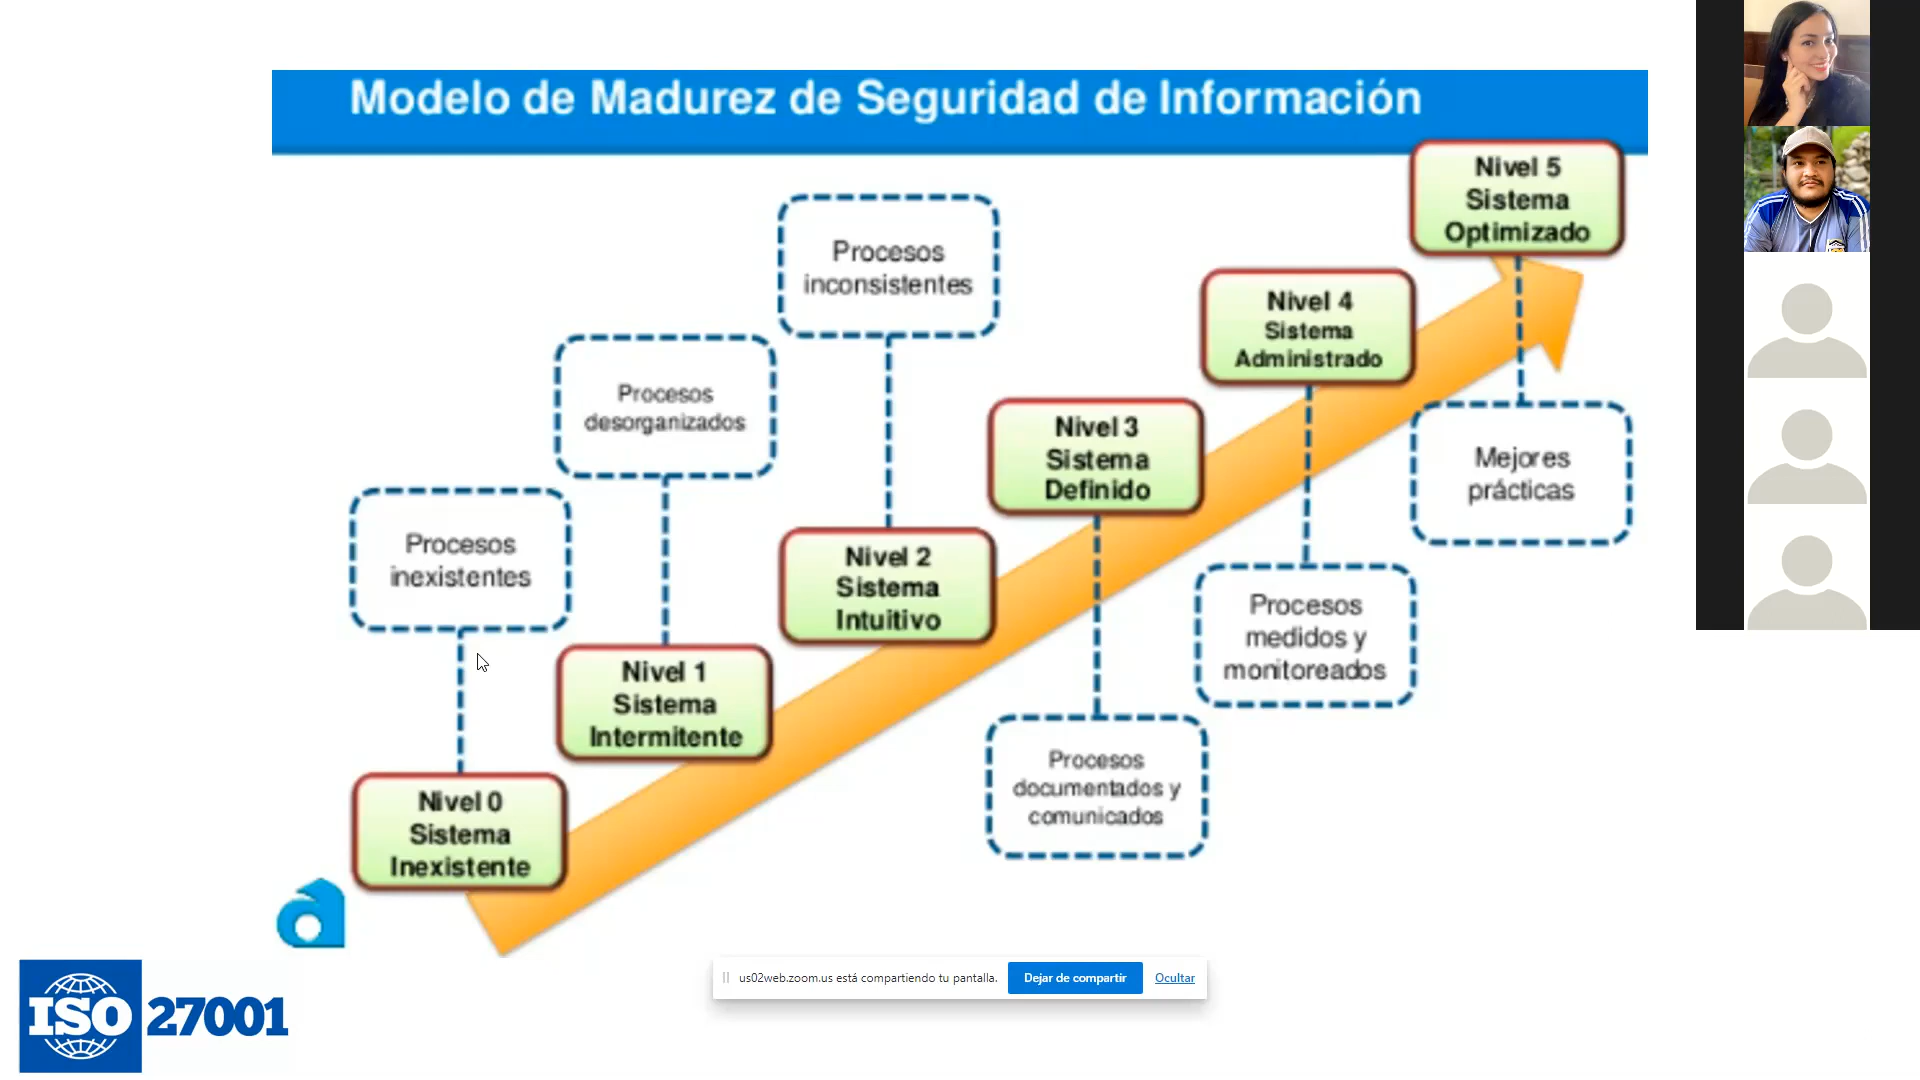 Modelo de Madurez de Seguridad de Información
Nivel 5
Sistema
Optimizado
Procesos
inconsistentes
Nivel 4
Sistema
Administrado
Procesos
desorganizados
Nivel 3
Sistema
Definido
Mejores
prácticas
Procesos
inexistentes
Nivel 2
Sistema
Intuitivo
Procesos
medidos y
monitoreados
Nivel 1
Sistema
Intermitente
Procesos
documentados y
comunicados
Nivel 0
Sistema
Inexistente
us02web.zoom.us está compartiendo tu pantalla.
Dejar de compartir
Ocultar
ISO 27001